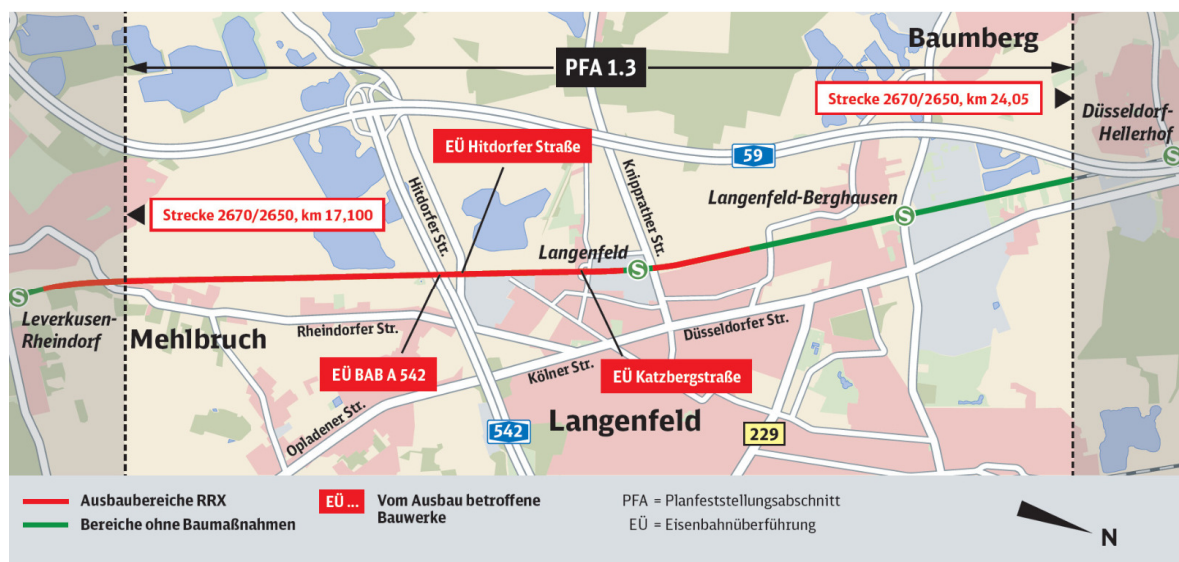 Baumberg
PFA 1.3
Strecke 2670/2650, km 24,05
Düsseldorf-
Hellerhof
EÜ Hitdorfer Straße
59
Knipprather Str.
Langenfeld-Berghausen
Hitdorfer Str.
Strecke 2670/2650, km 17,100
Langenfeld
S
S
S
S
Leverkusen-
Rheindorf
Mehlbruch
Rheindorfer Str.
Düsseldorfer Str.
EÜ BAB A 542
Kölner Str.
EÜ Katzbergstraße
Opladener Str.
542
Langenfeld
229
Ausbaubereiche RRX
Bereiche ohne Baumaßnahmen
EÜ ...
Vom Ausbau betroffene
Bauwerke
PFA = Planfeststellungsabschnitt
EÜ = Eisenbahnüberführung
N